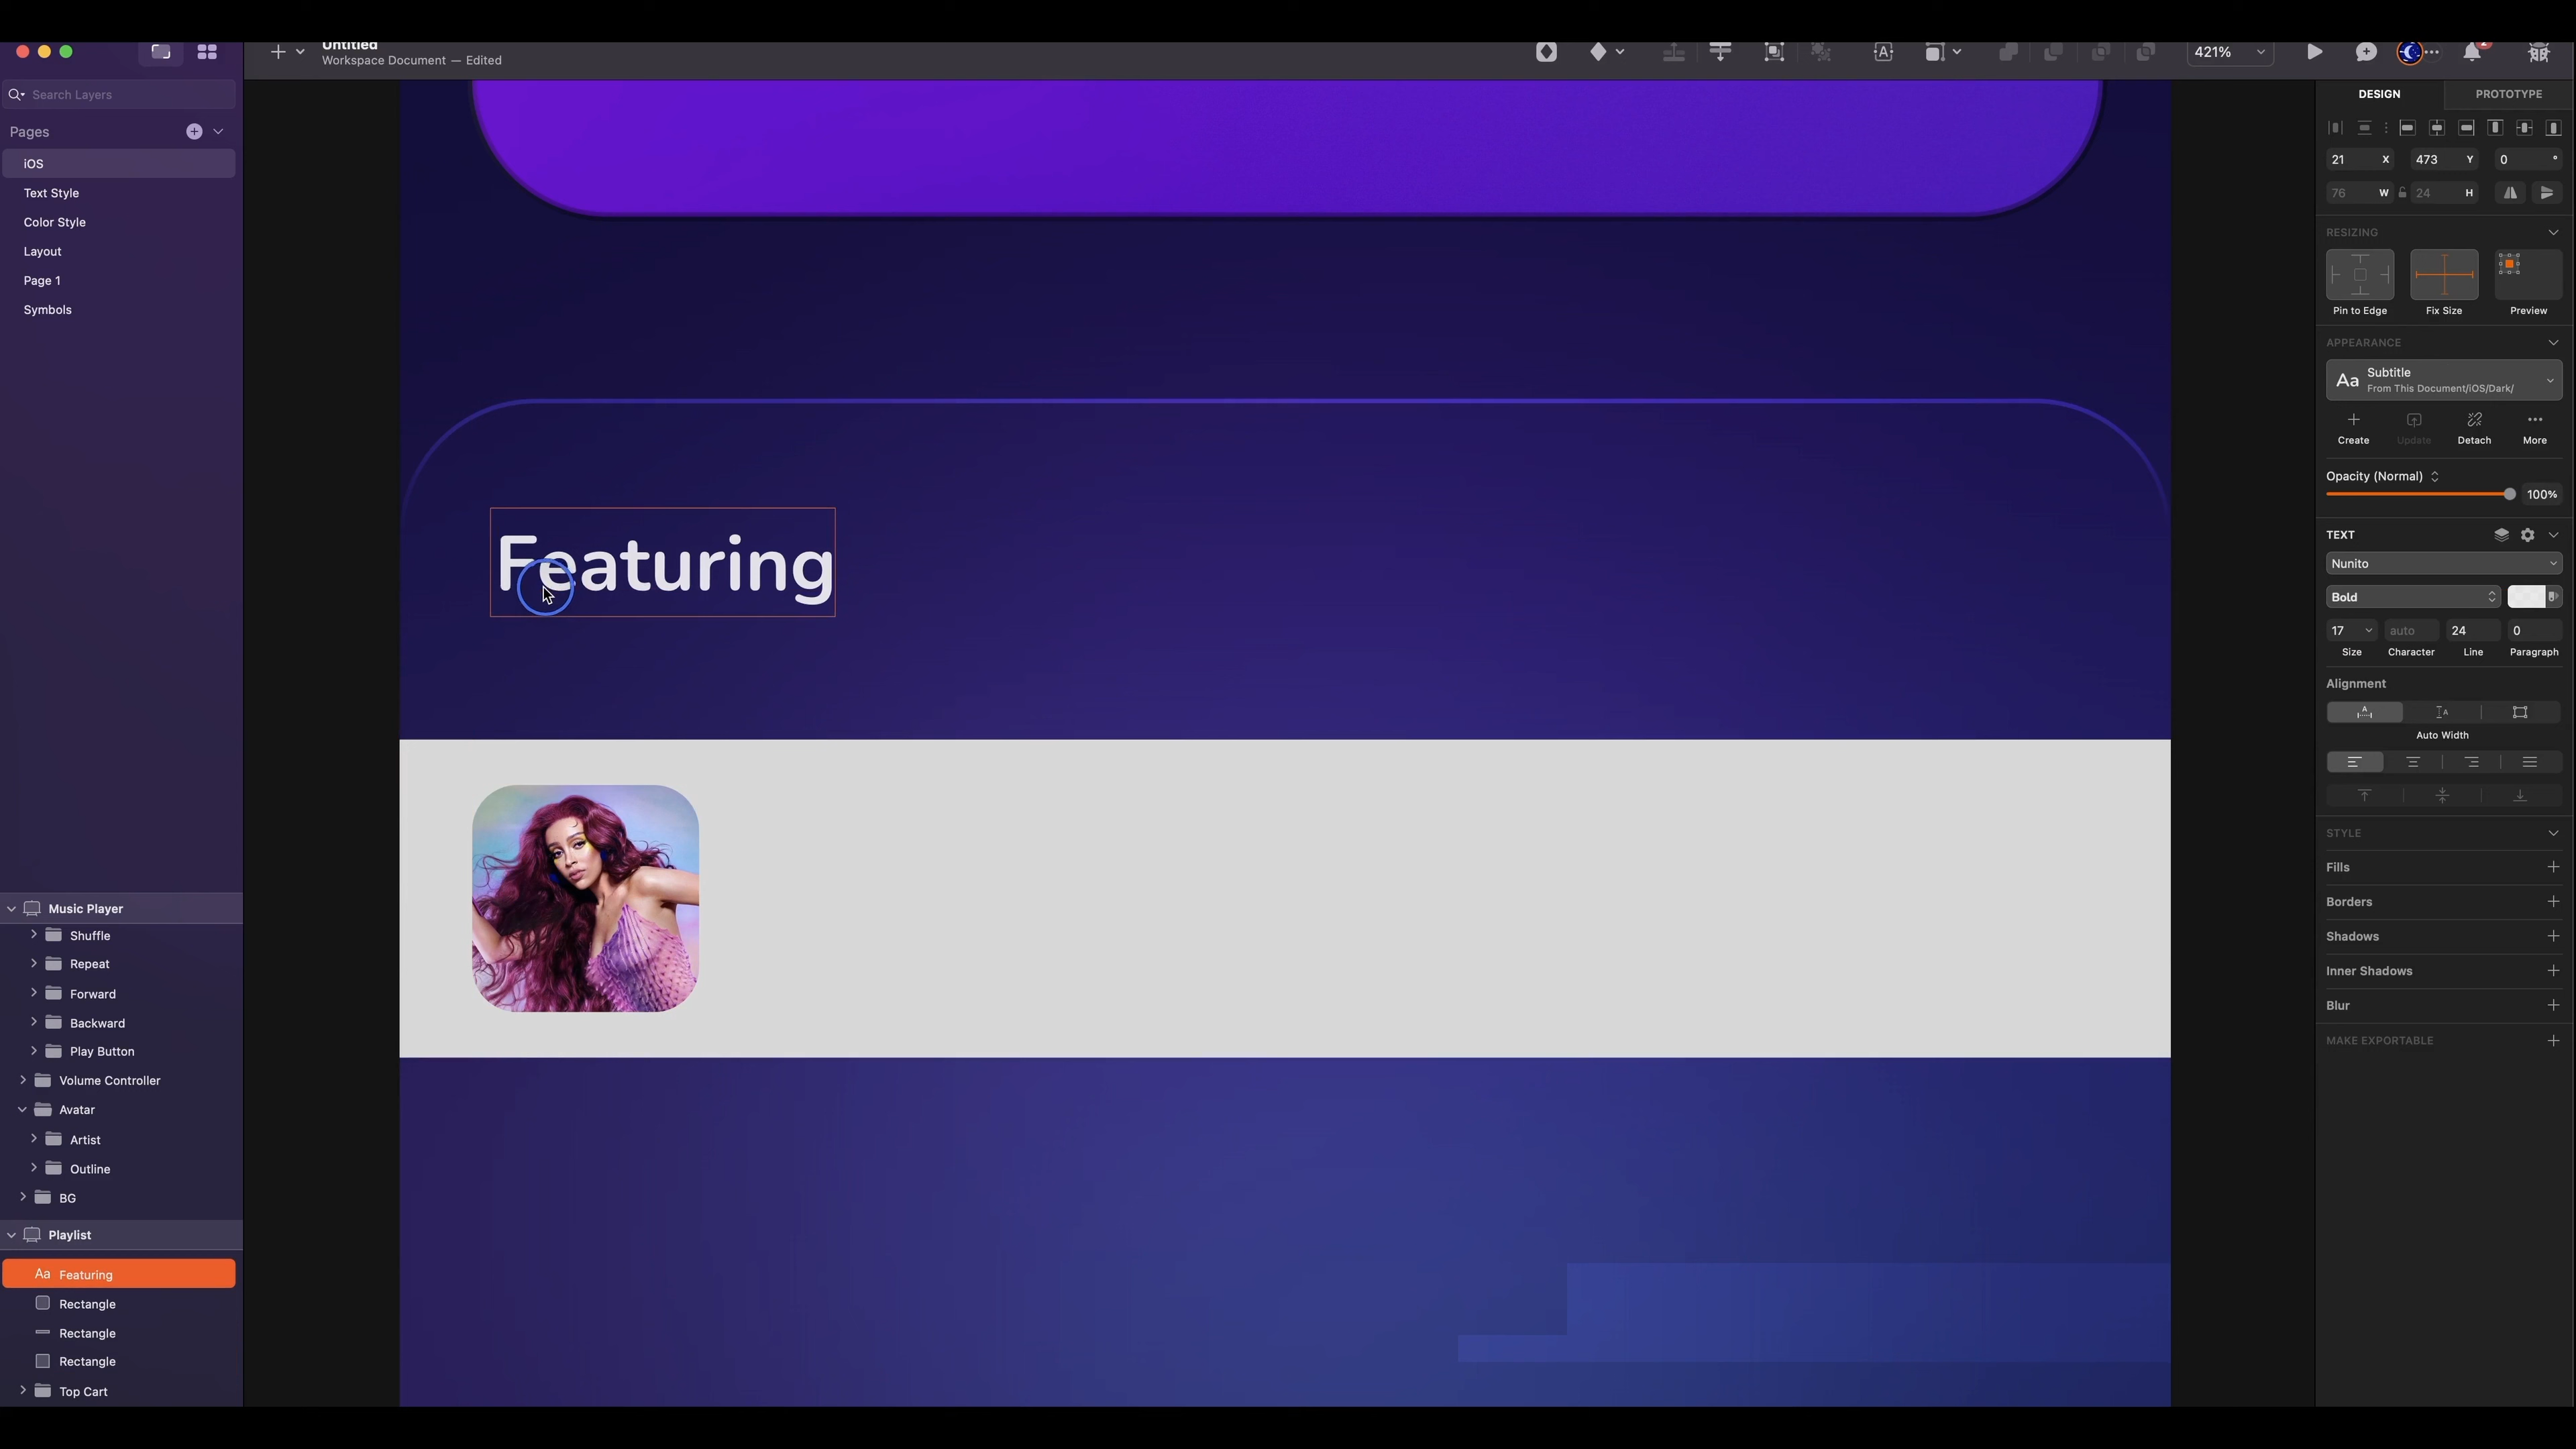 Untitled
Workspace Document — Edited
421%
2
Search Layers
Pages
iOS
Text Style
Color Style
Layout
Page 1
Symbols
Music Player
Shuffle
Repeat
Forward
Backward
Play Button
Volume Controller
Avatar
Artist
Outline
BG
Playlist
Aa Featuring
Rectangle
Rectangle
Rectangle
Top Cart
Featuring
DESIGN PROTOTYPE
21 X 473 Y 0 °
76 W 24 H
RESIZING
Pin to Edge Fix Size Preview
APPEARANCE
Aa Subtitle
From This Document/iOS/Dark/
Create Update Detach More
Opacity (Normal)
100%
TEXT
Nunito
Bold
17 auto 24 0
Size Character Line Paragraph
Alignment
Auto Width
STYLE
Fills
Borders
Shadows
Inner Shadows
Blur
MAKE EXPORTABLE